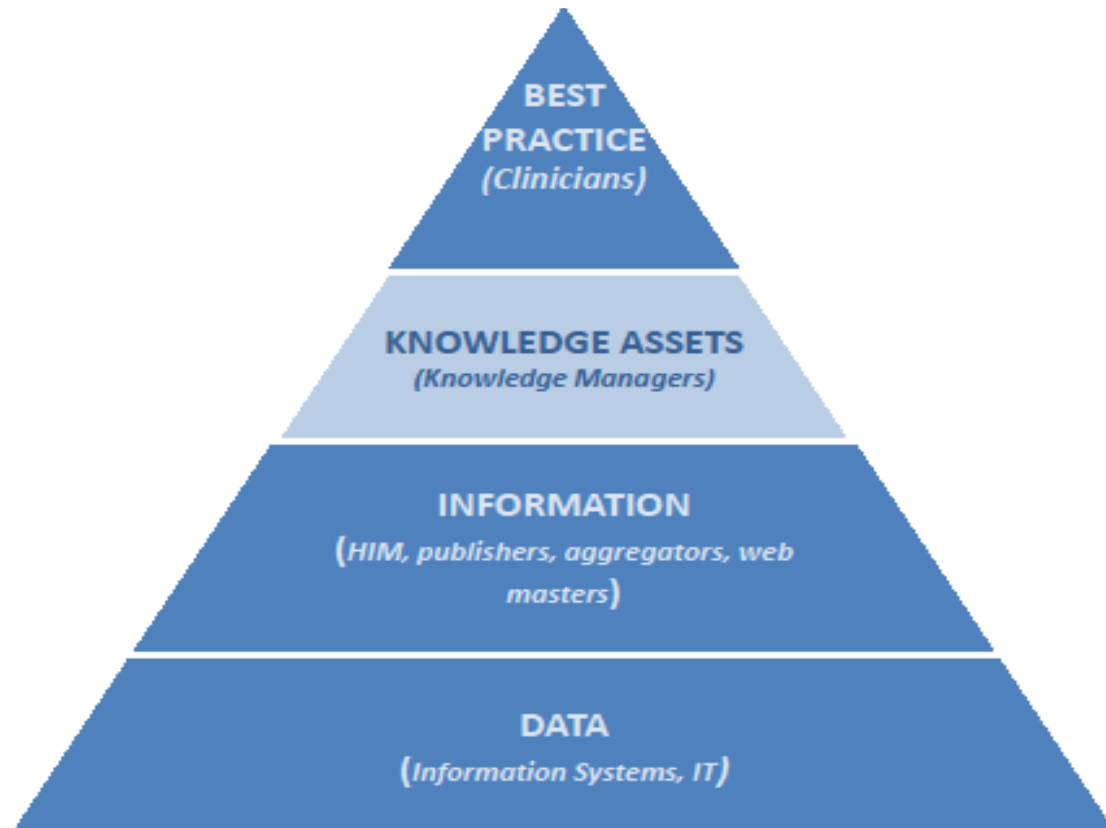 BEST
PRACTICE
(Clinicians)
KNOWLEDGE ASSETS
(Knowledge Managers)
INFORMATION
(HIM, publishers, aggregators, web
masters)
DATA
(Information Systems, IT)